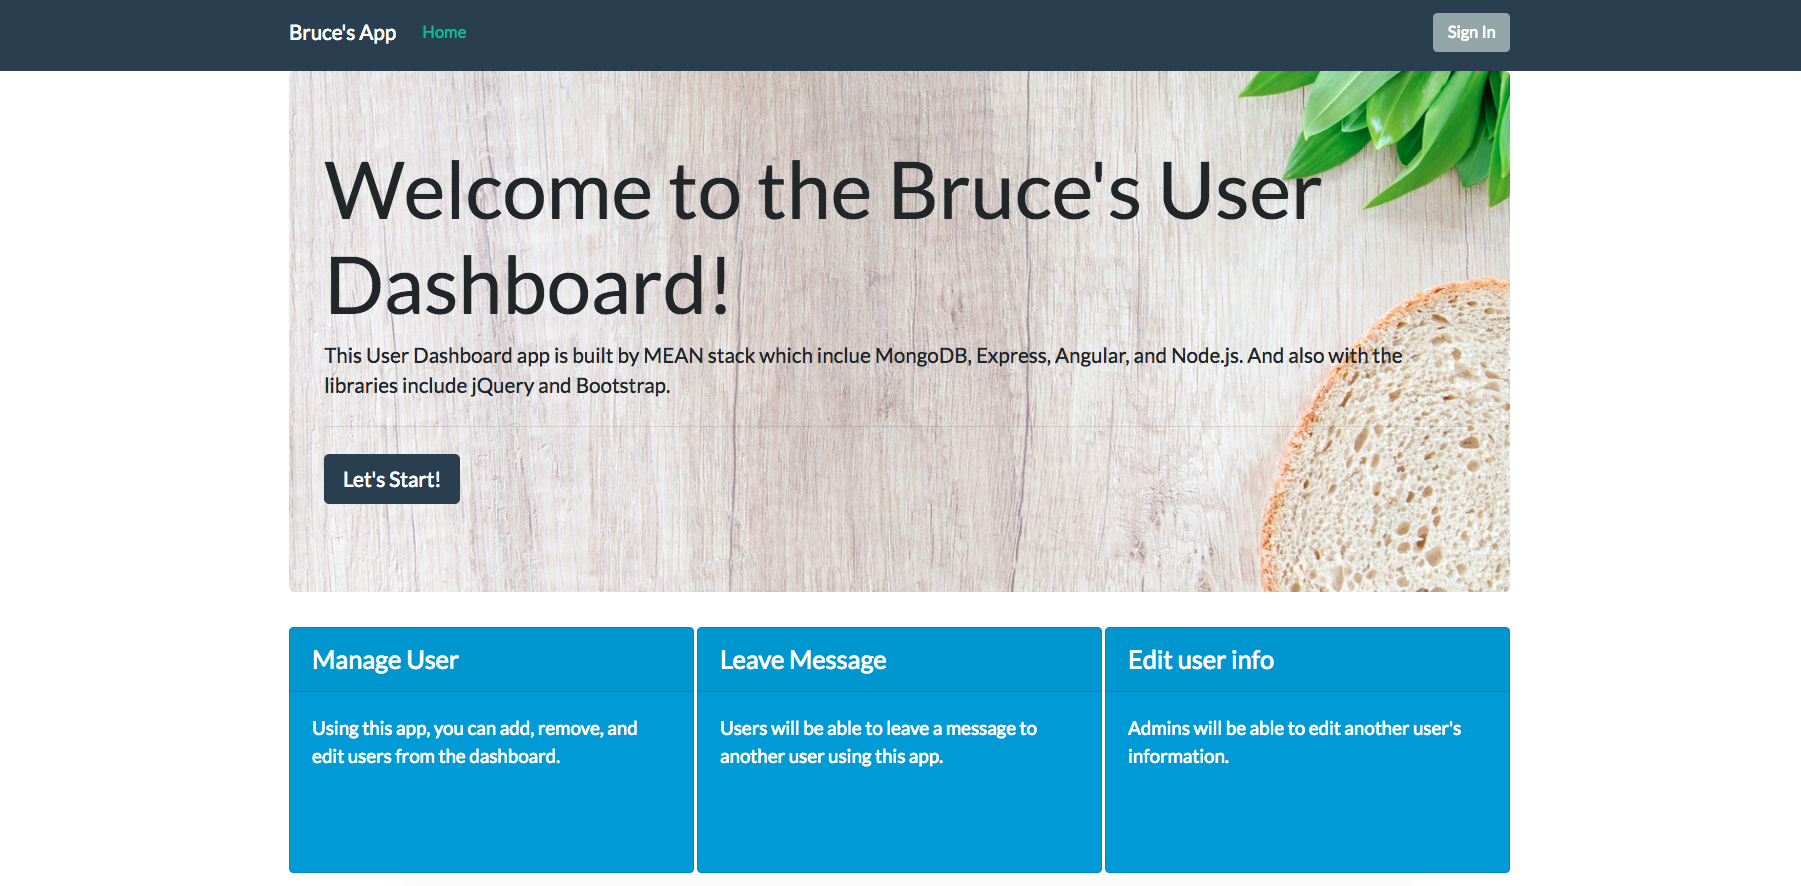 Bruce's App Home Sign In
Welcome to the Bruce's User
Dashboard!
This User Dashboard app is built by MEAN stack which inclue MongoDB, Express, Angular, and Node.js. And also with the
libraries include jQuery and Bootstrap.
Let's Start!
Manage User
Using this app, you can add, remove, and
edit users from the dashboard.
Leave Message
Users will be able to leave a message to
another user using this app.
Edit user info
Admins will be able to edit another user's
information.